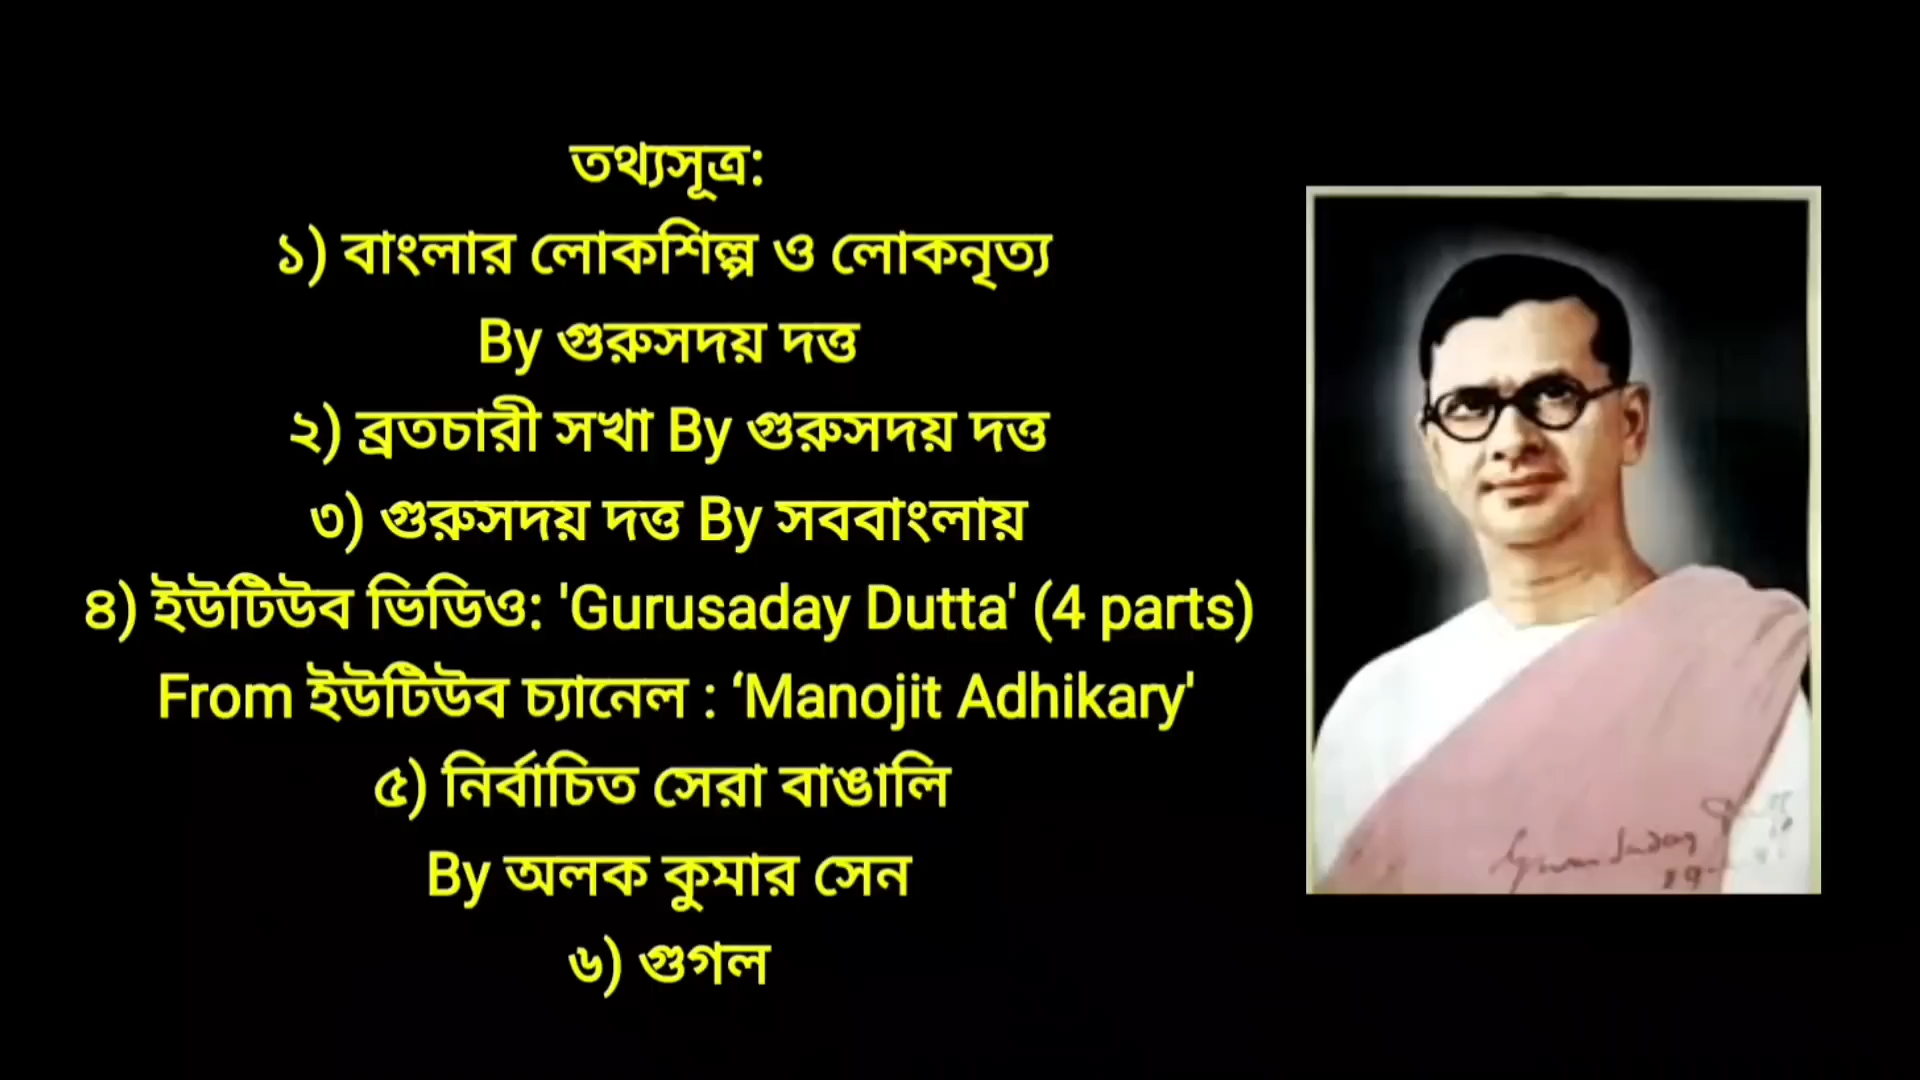 তথ্যসূত্র:
১) বাংলার লোকশিল্প ও লোকনৃত্য
By গুরুসদয় দত্ত
২) ব্রতচারী সখা By গুরুসদয় দত্ত
৩) গুরুসদয় দত্ত By সববাংলায়
৪) ইউটিউব ভিডিও: 'Gurusaday Dutta' (4 parts)
From ইউটিউব চ্যানেল : ‘Manojit Adhikary'
৫) নির্বাচিত সেরা বাঙালি
By অলক কুমার সেন
৬) গুগল